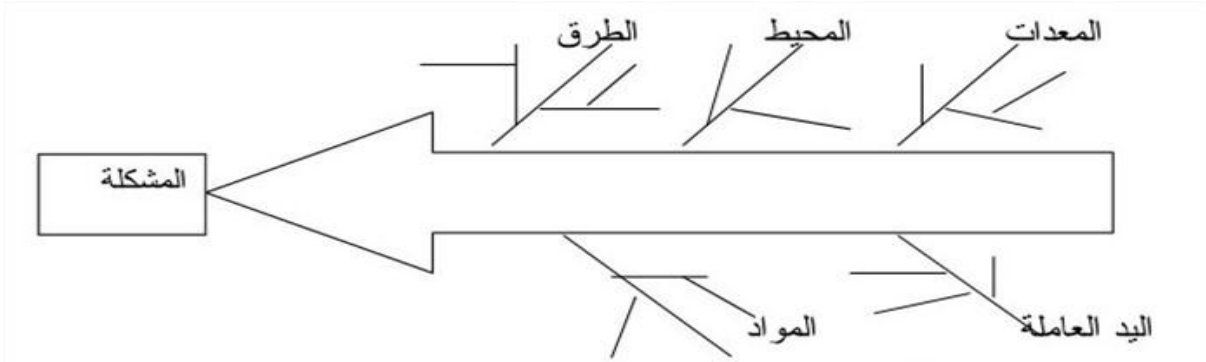 المعدات
المحيط
الطرق
المشكلة
اليد العاملة
المواد